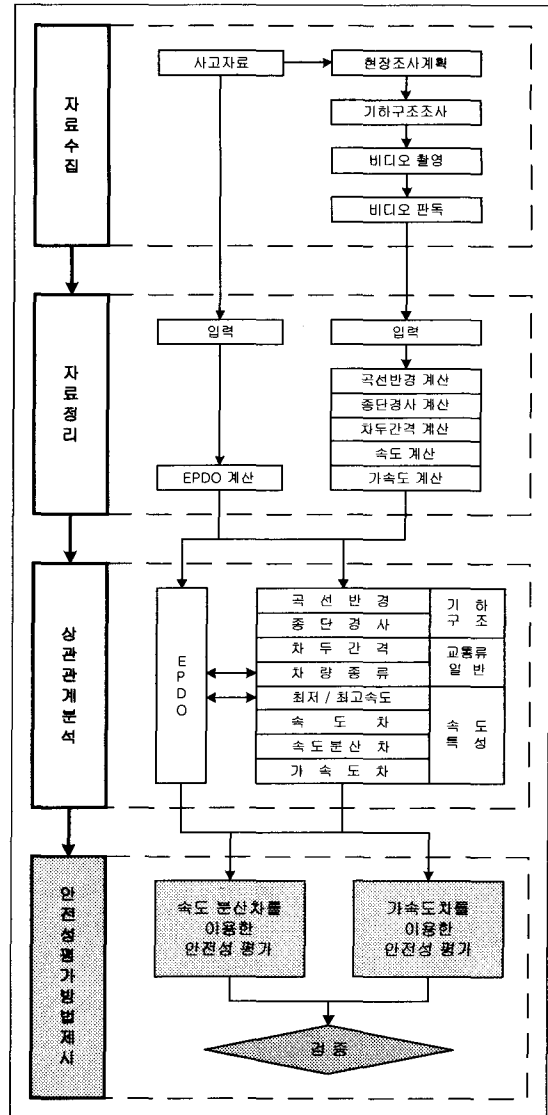 자료수집
사고자료
현장조사계획
기하구조조사
비디오 촬영
비디오 판독
자료정리
입력
입력
곡선반경 계산
종단경사 계산
차두간격 계산
속도 계산
가속도 계산
EPDO 계산
상관관계분석
EPDO
곡 선 반 경
종 단 경 사
차 두 간 격
차 량 종 류
최저 / 최고속도
속 도 차
속도분산 차
가 속 도 차
기 하
구 조
교통류
일 반
속 도
특 성
안전성평가방법제시
속도 분산차를
이용한
안전성 평가
가속도차를
이용한
안전성 평가
검 증